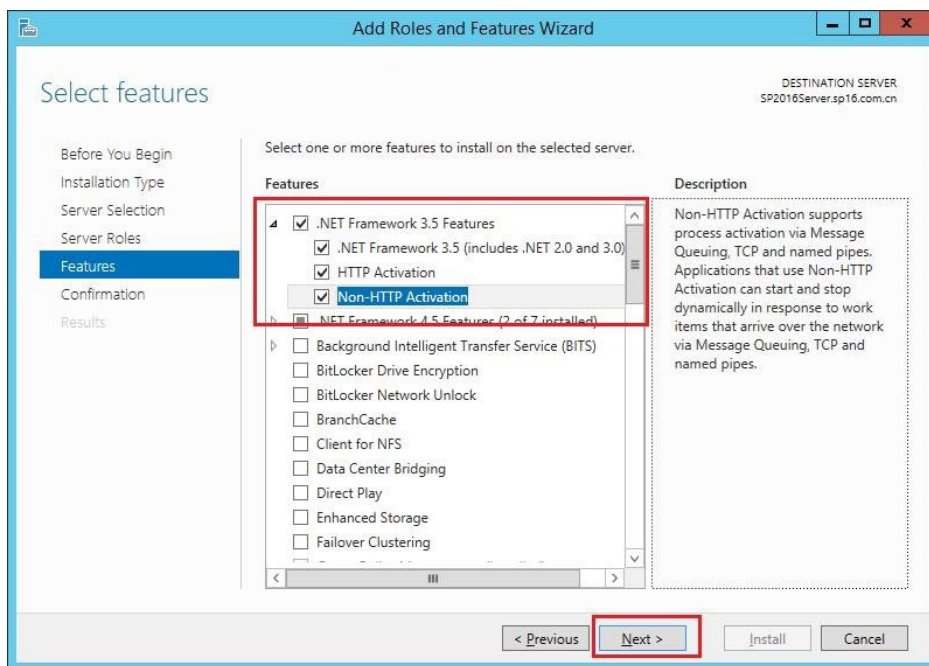 Add Roles and Features Wizard
Select features
DESTINATION SERVER
SP2016Server.sp16.com.cn
Before You Begin
Installation Type
Server Selection
Server Roles
Features
Confirmation
Results
Select one or more features to install on the selected server.
Features
.NET Framework 3.5 Features
.NET Framework 3.5 (includes .NET 2.0 and 3.0)
HTTP Activation
Non-HTTP Activation
.NET Framework 4.5 Features (2 of 7 installed)
Background Intelligent Transfer Service (BITS)
BitLocker Drive Encryption
BitLocker Network Unlock
BranchCache
Client for NFS
Data Center Bridging
Direct Play
Enhanced Storage
Failover Clustering
Description
Non-HTTP Activation supports
process activation via Message
Queuing, TCP and named pipes.
Applications that use Non-HTTP
Activation can start and stop
dynamically in response to work
items that arrive over the network
via Message Queuing, TCP and
named pipes.
< Previous
Next >
Install
Cancel